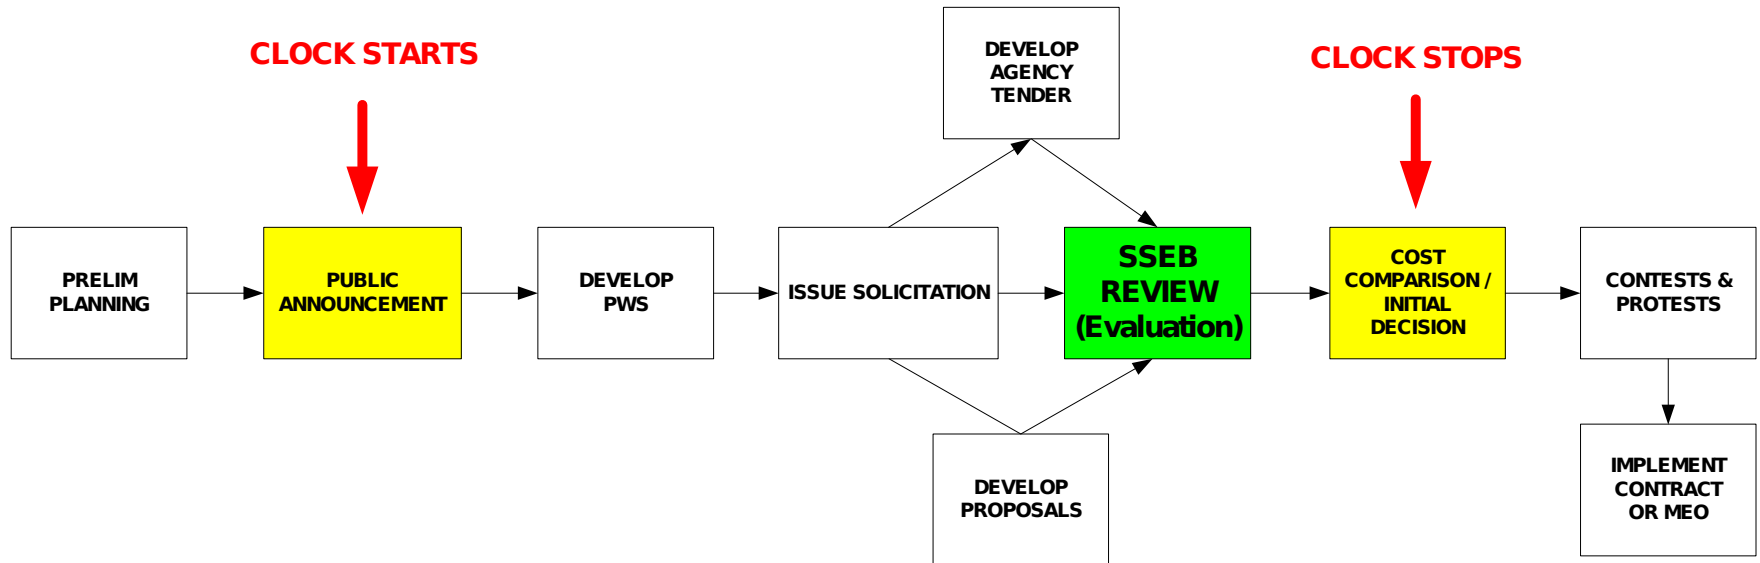 CLOCK STARTS
CLOCK STOPS
DEVELOP
AGENCY
TENDER
PRELIM
PLANNING
PUBLIC
ANNOUNCEMENT
DEVELOP
PWS
ISSUE SOLICITATION
SSEB
REVIEW
(Evaluation)
COST
COMPARISON /
INITIAL
DECISION
CONTESTS &
PROTESTS
DEVELOP
PROPOSALS
IMPLEMENT
CONTRACT
OR MEO